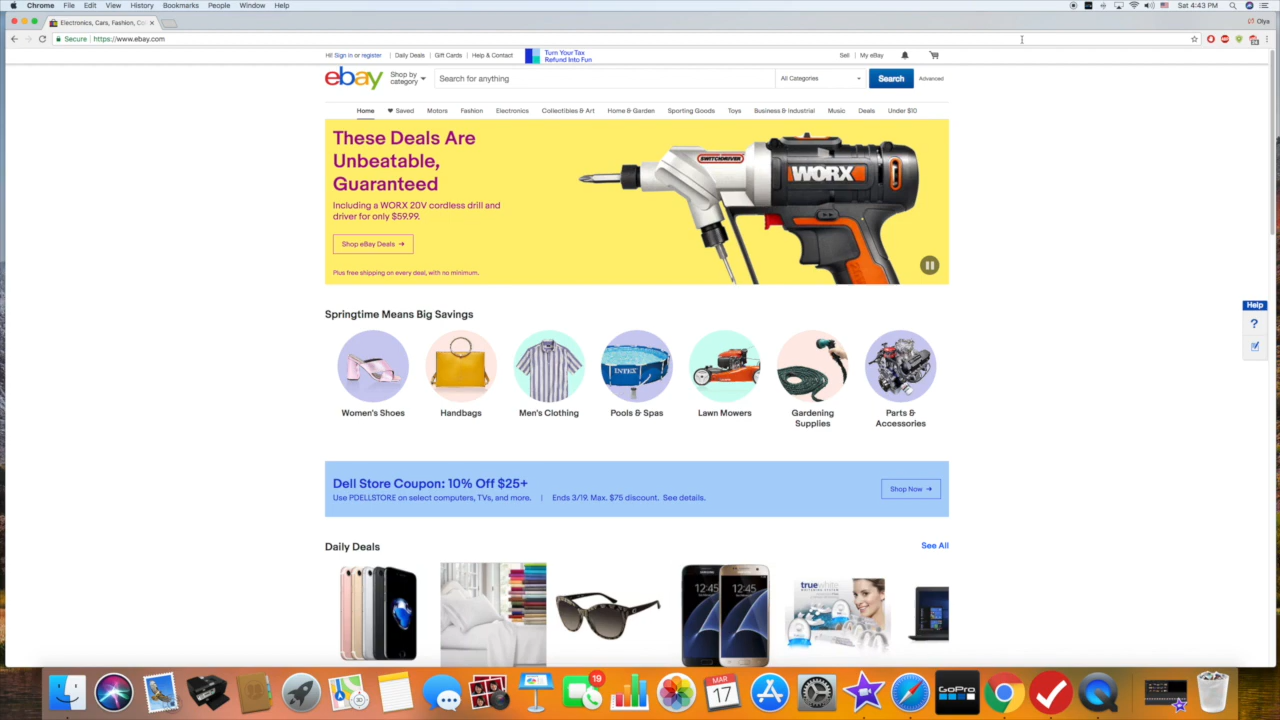 Chrome File Edit View History Bookmarks People Window Help
Sat 4:43 PM
Electronics, Cars, Fashion, Co
Olya
Secure https://www.ebay.com
Hi! Sign in or register Daily Deals Gift Cards Help & Contact
Turn Your Tax
Refund Into Fun
Sell My eBay
ebay
Shop by
category
Search for anything
All Categories
Search
Advanced
Home Saved Motors Fashion Electronics Collectibles & Art Home & Garden Sporting Goods Toys Business & Industrial Music Deals Under $10
These Deals Are
Unbeatable,
Guaranteed
Including a WORX 20V cordless drill and
driver for only $59.99.
Shop eBay Deals →
Plus free shipping on every deal, with no minimum.
SWITCHDRIVER
WORX
Help
?
Springtime Means Big Savings
INTEX
Women's Shoes
Handbags
Men's Clothing
Pools & Spas
Lawn Mowers
Gardening
Supplies
Parts &
Accessories
Dell Store Coupon: 10% Off $25+
Use PDELLSTORE on select computers, TVs, and more. | Ends 3/19. Max. $75 discount. See details.
Shop Now →
Daily Deals
See All
12:45
12:45
truewhite
19
MAR
17
GoPro